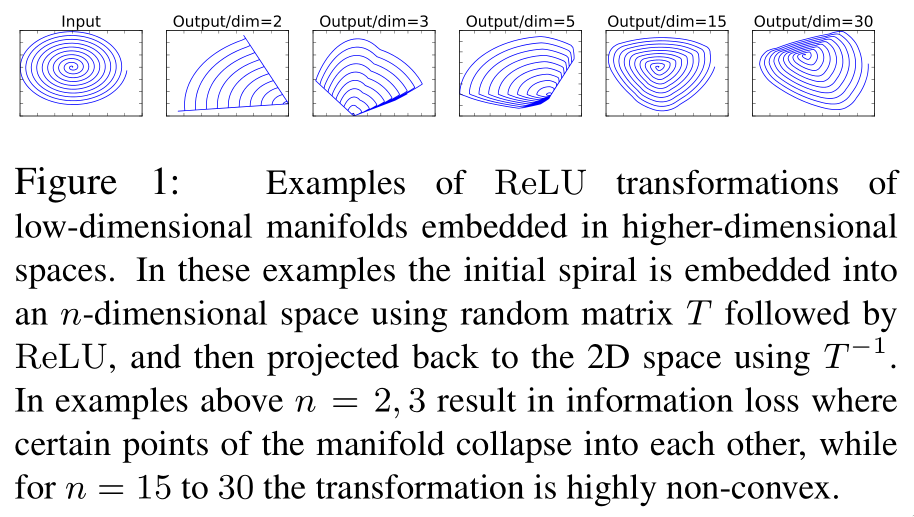 Input Output/dim=2 Output/dim=3 Output/dim=5 Output/dim=15 Output/dim=30
Figure 1: Examples of ReLU transformations of
low-dimensional manifolds embedded in higher-dimensional
spaces. In these examples the initial spiral is embedded into
an n-dimensional space using random matrix T followed by
ReLU, and then projected back to the 2D space using T⁻¹.
In examples above n = 2, 3 result in information loss where
certain points of the manifold collapse into each other, while
for n = 15 to 30 the transformation is highly non-convex.